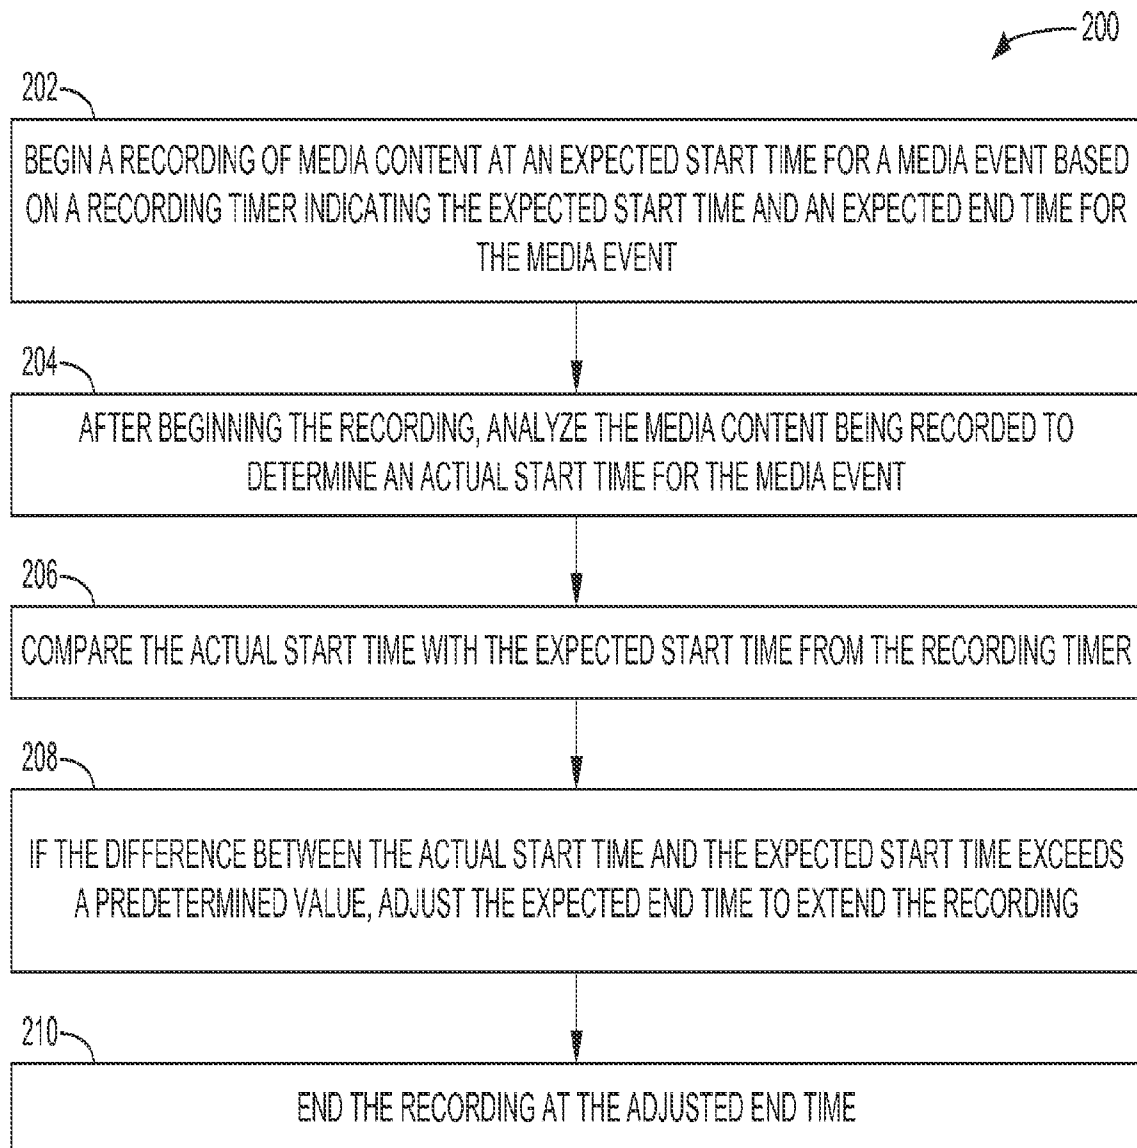 200
202
BEGIN A RECORDING OF MEDIA CONTENT AT AN EXPECTED START TIME FOR A MEDIA EVENT BASED
ON A RECORDING TIMER INDICATING THE EXPECTED START TIME AND AN EXPECTED END TIME FOR
THE MEDIA EVENT
204
AFTER BEGINNING THE RECORDING, ANALYZE THE MEDIA CONTENT BEING RECORDED TO
DETERMINE AN ACTUAL START TIME FOR THE MEDIA EVENT
206
COMPARE THE ACTUAL START TIME WITH THE EXPECTED START TIME FROM THE RECORDING TIMER
208
IF THE DIFFERENCE BETWEEN THE ACTUAL START TIME AND THE EXPECTED START TIME EXCEEDS
A PREDETERMINED VALUE, ADJUST THE EXPECTED END TIME TO EXTEND THE RECORDING
210
END THE RECORDING AT THE ADJUSTED END TIME